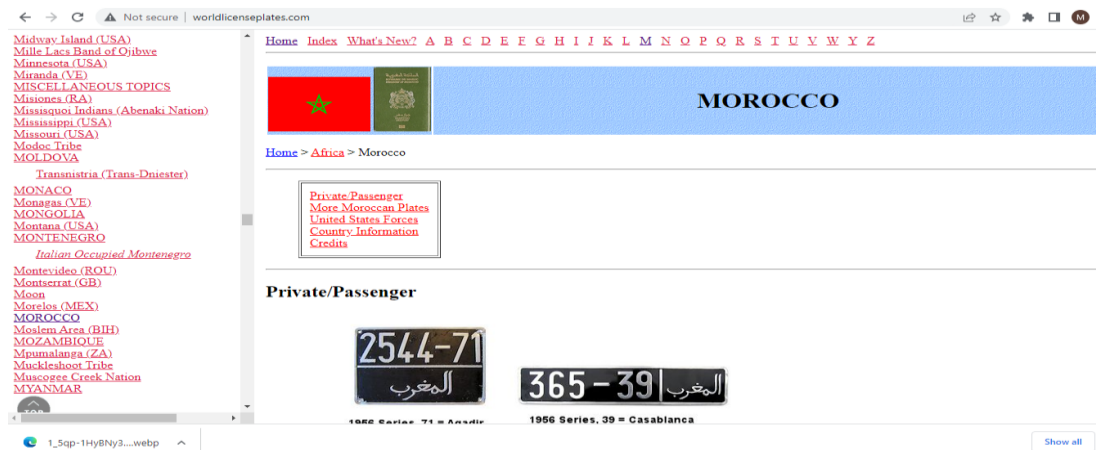 Not secure | worldlicenseplates.com
M
Midway Island (USA)
Mille Lacs Band of Ojibwe
Minnesota (USA)
Miranda (VE)
MISCELLANEOUS TOPICS
Misiones (RA)
Missisquoi Indians (Abenaki Nation)
Mississippi (USA)
Missouri (USA)
Modoc Tribe
MOLDOVA
Transnistria (Trans-Dniester)
MONACO
Monagas (VE)
MONGOLIA
Montana (USA)
MONTENEGRO
Italian Occupied Montenegro
Montevideo (ROU)
Montserrat (GB)
Moon
Morelos (MEX)
MOROCCO
Moslem Area (BIH)
MOZAMBIQUE
Mpumalanga (ZA)
Muckleshoot Tribe
Muscogee Creek Nation
MYANMAR
TOP
Home Index What's New? A B C D E F G H I J K L M N O P Q R S T U V W Y Z
MOROCCO
Home > Africa > Morocco
Private/Passenger
More Moroccan Plates
United States Forces
Country Information
Credits
Private/Passenger
2544-71
المغرب
365-39 المغرب
1956 Series, 71 = Agadir
1956 Series, 39 = Casablanca
1_5qp-1HyBNy3....webp
Show all